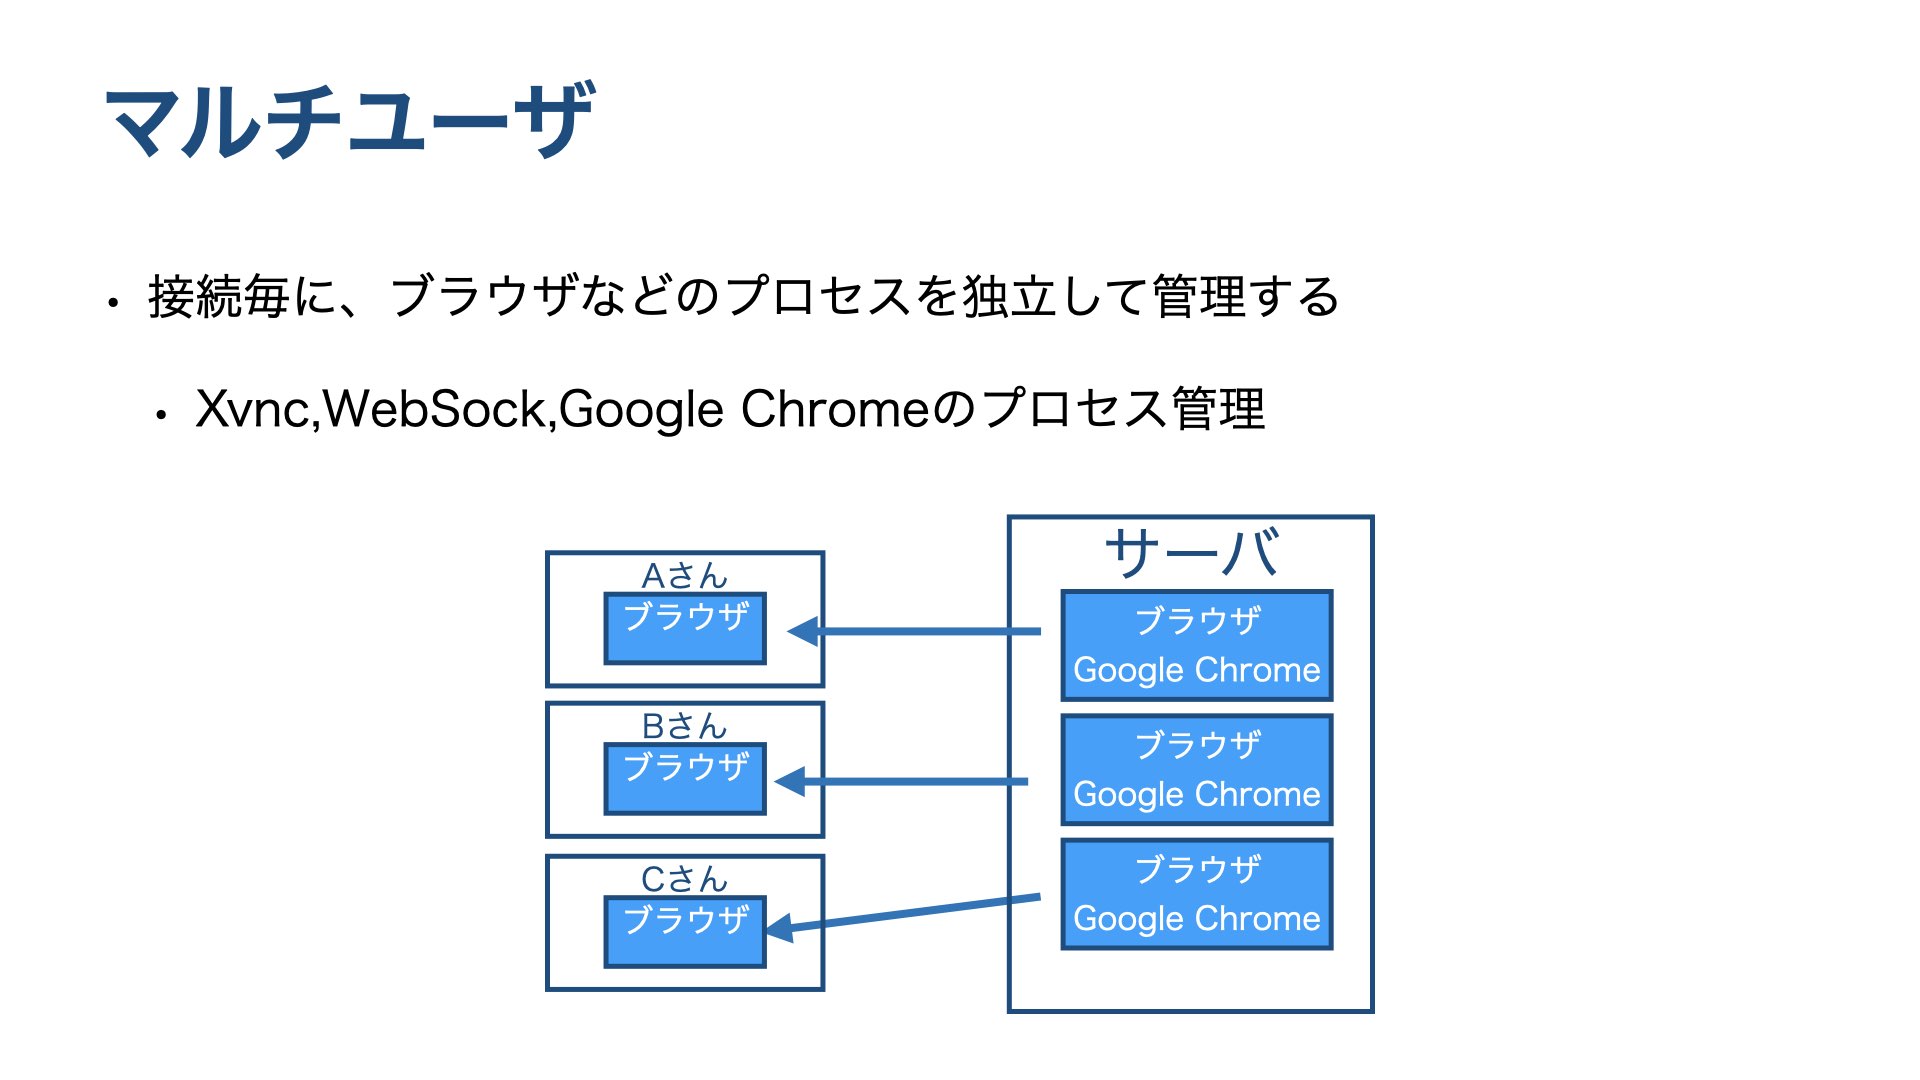 マルチユーザ
• 接続毎に、ブラウザなどのプロセスを独立して管理する
• Xvnc,WebSock,Google Chromeのプロセス管理
Aさん
ブラウザ
Bさん
ブラウザ
Cさん
ブラウザ
サーバ
ブラウザ
Google Chrome
ブラウザ
Google Chrome
ブラウザ
Google Chrome